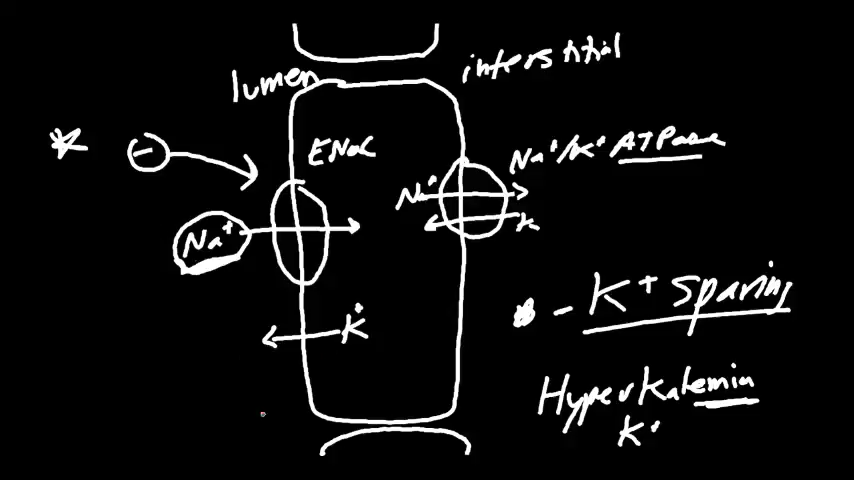 interstitial
lumen
ENaC
Na⁺/K⁺ ATPase
Na⁺
K
Na⁺
K⁺
- K⁺ sparing
Hyperkalemia
K⁺